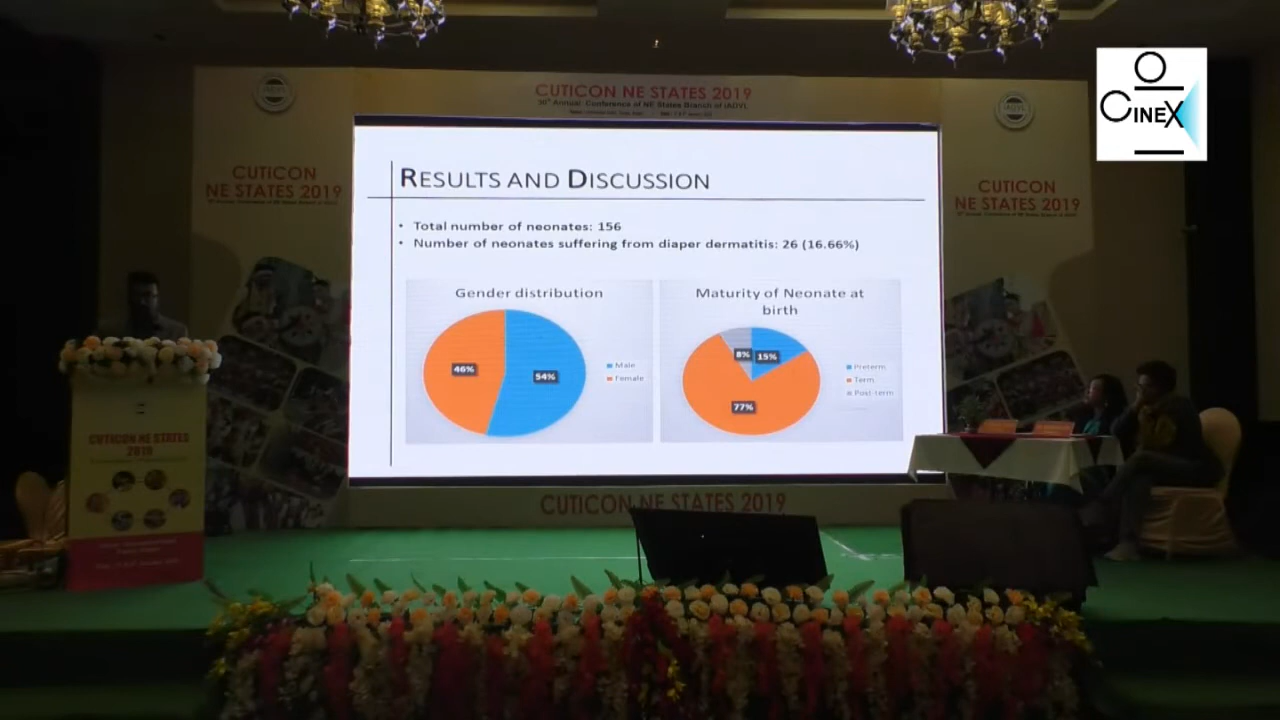 CINEX
CUTICON NE STATES 2019
CUTICON
NE STATES 2019
CUTICON
NE STATES 2019
RESULTS AND DISCUSSION
• Total number of neonates: 156
• Number of neonates suffering from diaper dermatitis: 26 (16.66%)
Gender distribution
46%
54%
Male
Female
Maturity of Neonate at
birth
8%
15%
77%
Preterm
Term
Post-term
CUTICON NE STATES
2019
CUTICON NE STATES 2019